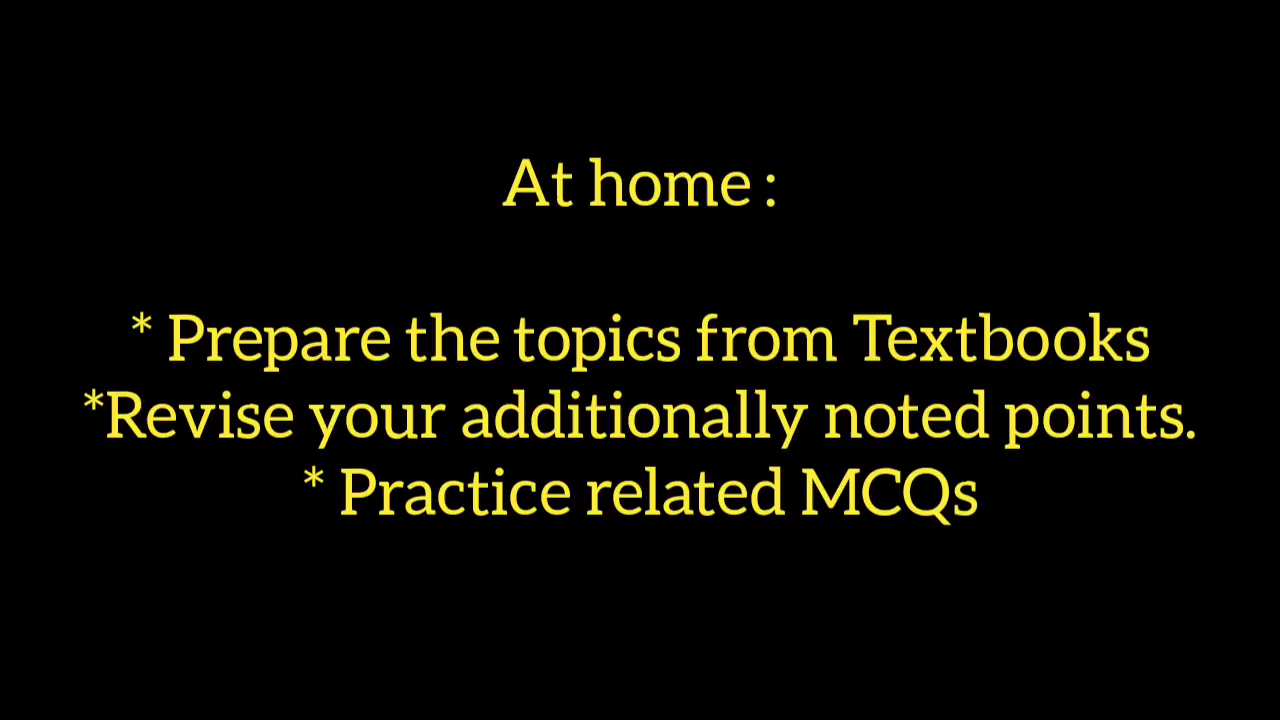 At home :
* Prepare the topics from Textbooks
*Revise your additionally noted points.
* Practice related MCQs